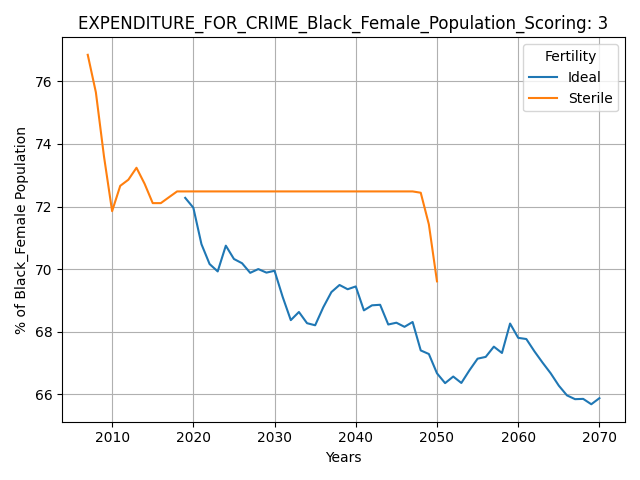 EXPENDITURE_FOR_CRIME_Black_Female_Population_Scoring: 3
Fertility
Ideal
Sterile
% of Black_Female Population
76
74
72
70
68
66
2010 2020 2030 2040 2050 2060 2070
Years